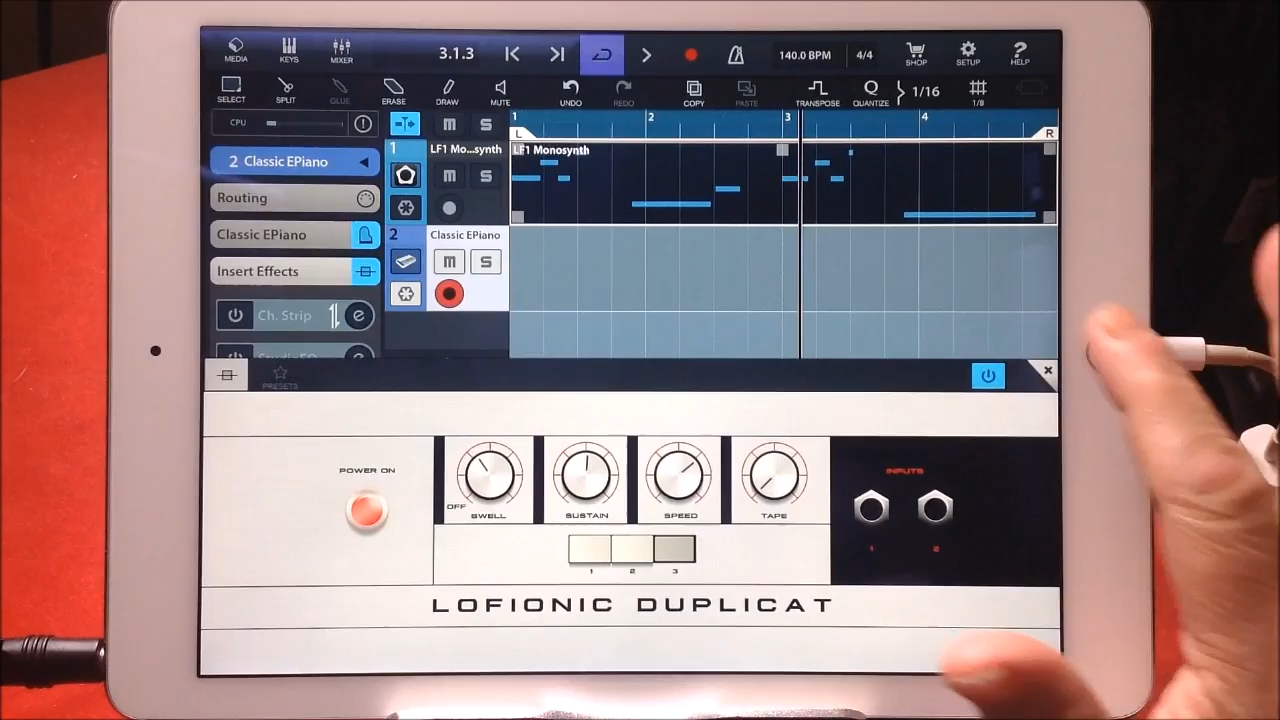 MEDIA KEYS MIXER 3.1.3 140.0 BPM 4/4 SHOP SETUP HELP
SELECT SPLIT GLUE ERASE DRAW MUTE UNDO REDO COPY PASTE TRANSPOSE Q QUANTIZE 1/16 1/8
CPU M S 1 2 3 4
L R
2 Classic EPiano 1 LF1 Mo...synth LF1 Monosynth
M S
Routing
Classic EPiano 2 Classic EPiano
Insert Effects M S
Ch. Strip e
PRESETS
POWER ON
INPUTS
OFF
SWELL SUSTAIN SPEED TAPE
1 2
1 2 3
LOFIONIC DUPLICAT